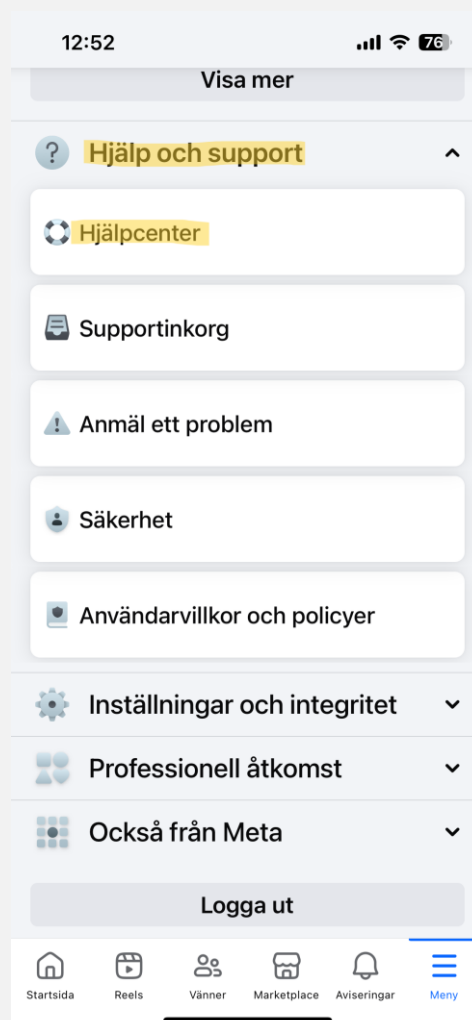 12:52
76
Visa mer
Hjälp och support
Hjälpcenter
Supportinkorg
Anmäl ett problem
Säkerhet
Användarvillkor och policyer
Inställningar och integritet
Professionell åtkomst
Också från Meta
Logga ut
Startsida Reels Vänner Marketplace Aviseringar Meny